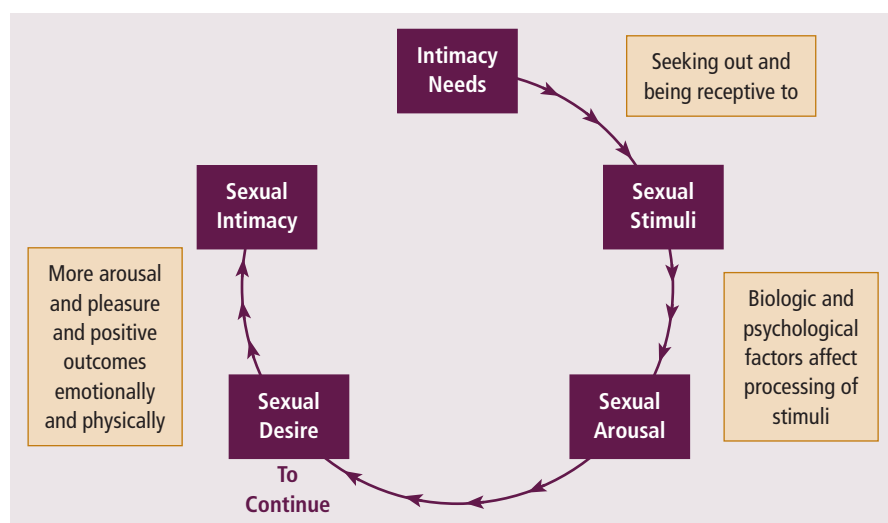 Intimacy
Needs
Seeking out and
being receptive to
Sexual
Stimuli
Biologic and
psychological
factors affect
processing of
stimuli
Sexual
Arousal
Sexual
Desire
To
Continue
More arousal
and pleasure
and positive
outcomes
emotionally
and physically
Sexual
Intimacy